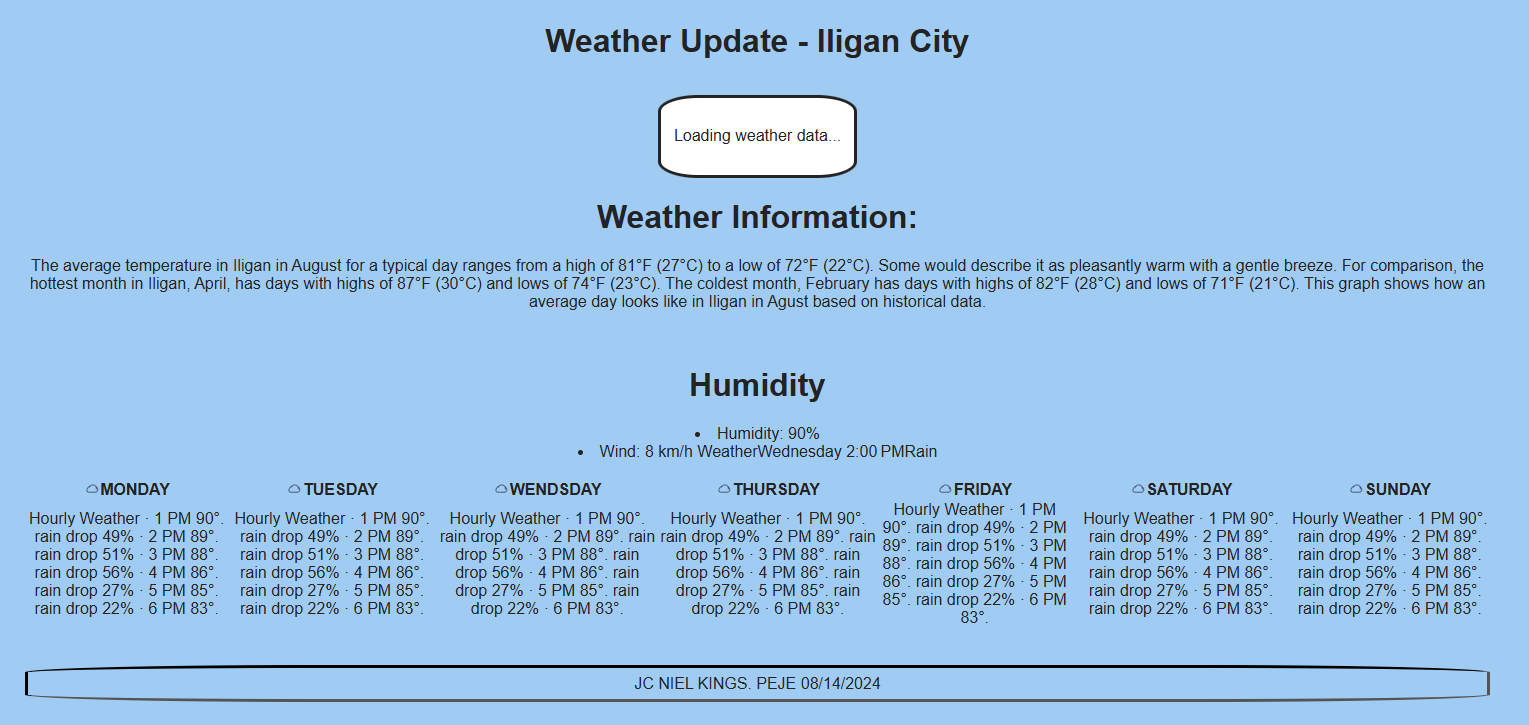 Weather Update - Iligan City
Loading weather data...
Weather Information:
The average temperature in Iligan in August for a typical day ranges from a high of 81°F (27°C) to a low of 72°F (22°C). Some would describe it as pleasantly warm with a gentle breeze. For comparison, the
hottest month in Iligan, April, has days with highs of 87°F (30°C) and lows of 74°F (23°C). The coldest month, February has days with highs of 82°F (28°C) and lows of 71°F (21°C). This graph shows how an
average day looks like in Iligan in Agust based on historical data.
Humidity
• Humidity: 90%
• Wind: 8 km/h WeatherWednesday 2:00 PMRain
MONDAY
Hourly Weather · 1 PM 90°.
rain drop 49% · 2 PM 89°.
rain drop 51% · 3 PM 88°.
rain drop 56% · 4 PM 86°.
rain drop 27% · 5 PM 85°.
rain drop 22% · 6 PM 83°.
TUESDAY
Hourly Weather · 1 PM 90°.
rain drop 49% · 2 PM 89°.
rain drop 51% · 3 PM 88°.
rain drop 56% · 4 PM 86°.
rain drop 27% · 5 PM 85°.
rain drop 22% · 6 PM 83°.
WENDSDAY
Hourly Weather · 1 PM 90°.
rain drop 49% · 2 PM 89°. rain
drop 51% · 3 PM 88°. rain
drop 56% · 4 PM 86°. rain
drop 27% · 5 PM 85°. rain
drop 22% · 6 PM 83°.
THURSDAY
Hourly Weather · 1 PM 90°.
rain drop 49% · 2 PM 89°. rain
drop 51% · 3 PM 88°. rain
drop 56% · 4 PM 86°. rain
drop 27% · 5 PM 85°. rain
drop 22% · 6 PM 83°.
FRIDAY
Hourly Weather · 1 PM
90°. rain drop 49% · 2 PM
89°. rain drop 51% · 3 PM
88°. rain drop 56% · 4 PM
86°. rain drop 27% · 5 PM
85°. rain drop 22% · 6 PM
83°.
SATURDAY
Hourly Weather · 1 PM 90°.
rain drop 49% · 2 PM 89°.
rain drop 51% · 3 PM 88°.
rain drop 56% · 4 PM 86°.
rain drop 27% · 5 PM 85°.
rain drop 22% · 6 PM 83°.
SUNDAY
Hourly Weather · 1 PM 90°.
rain drop 49% · 2 PM 89°.
rain drop 51% · 3 PM 88°.
rain drop 56% · 4 PM 86°.
rain drop 27% · 5 PM 85°.
rain drop 22% · 6 PM 83°.
JC NIEL KINGS. PEJE 08/14/2024